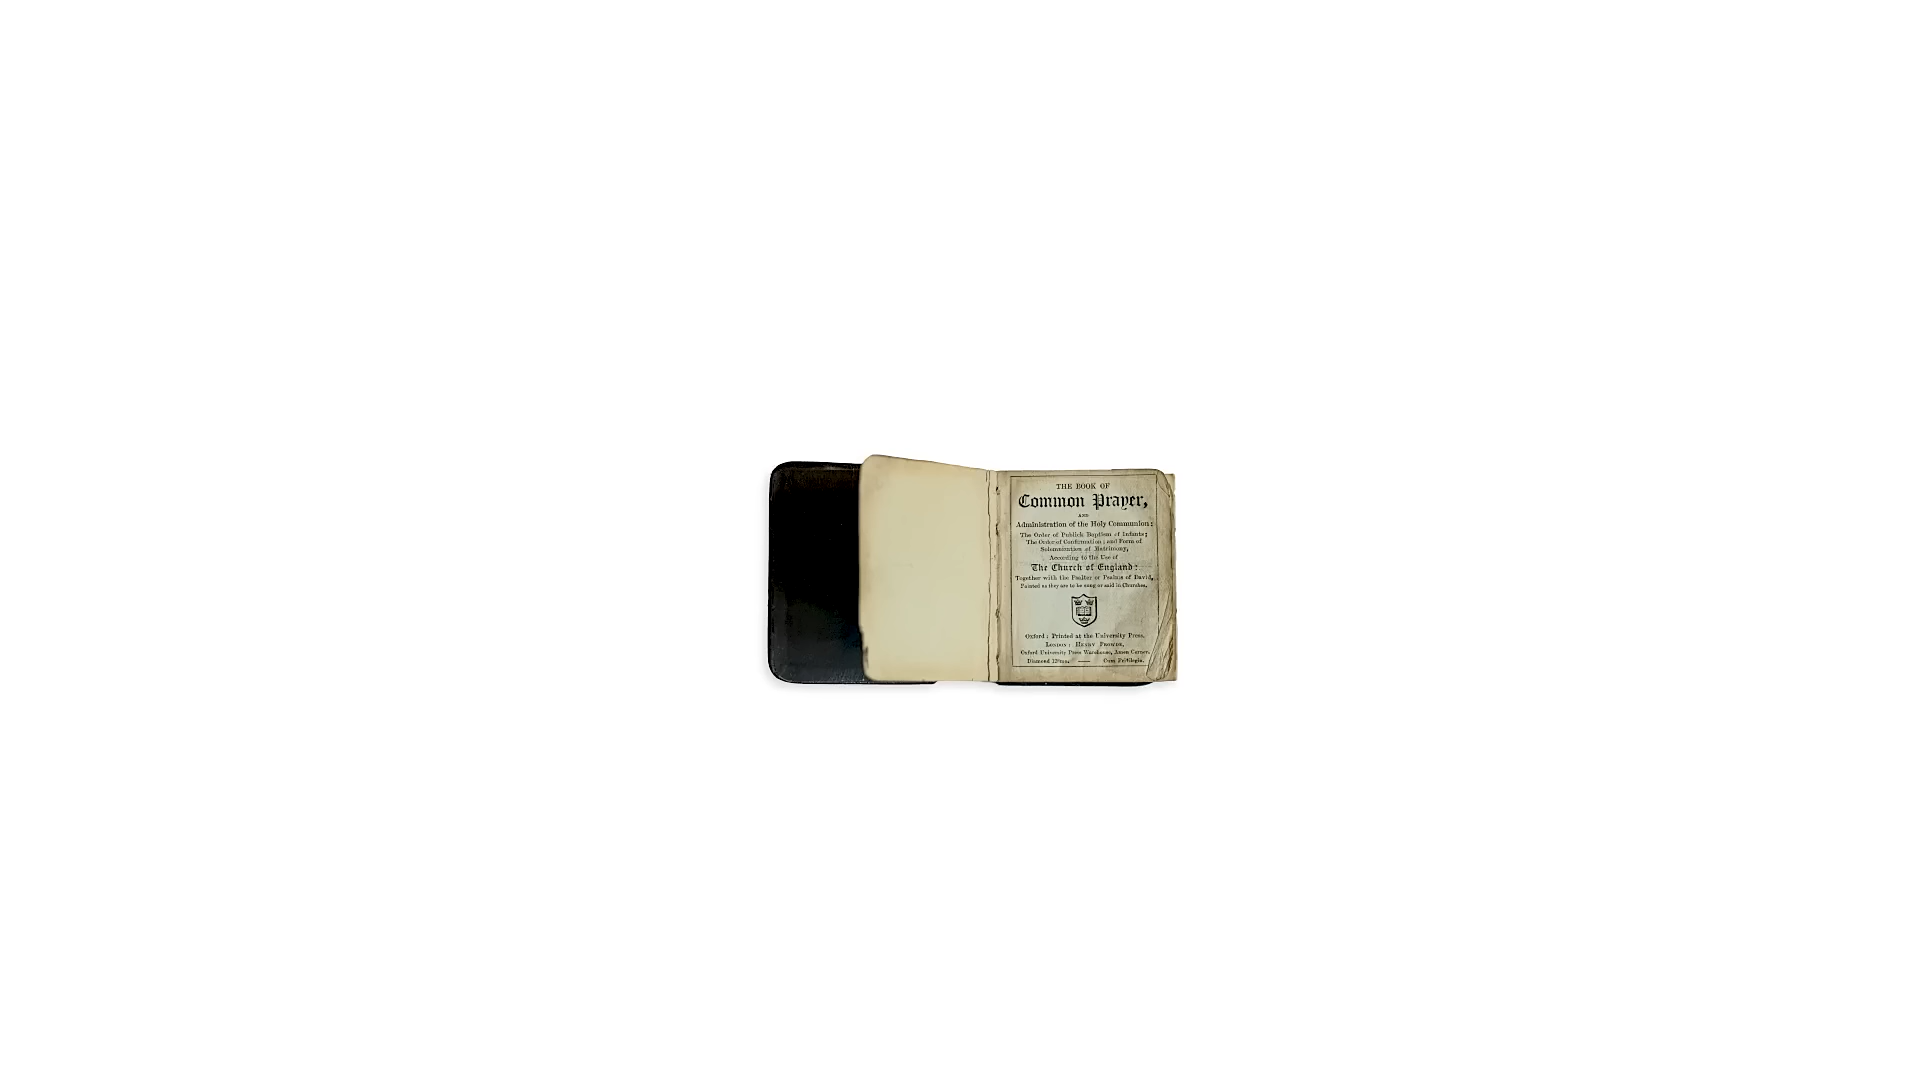 THE BOOK OF
Common Prayer,
AND
Administration of the Holy Communion:
The Order of Publick Baptism of Infants;
The Order of Confirmation; and Form of
Solemnization of Matrimony,
According to the Use of
The Church of England:
Together with the Psalter or Psalms of David,
Pointed as they are to be sung or said in Churches.
Oxford: Printed at the University Press.
LONDON: HENRY FROWDE,
Oxford University Press Warehouse, Amen Corner.
Diamond — Cum Privilegio.